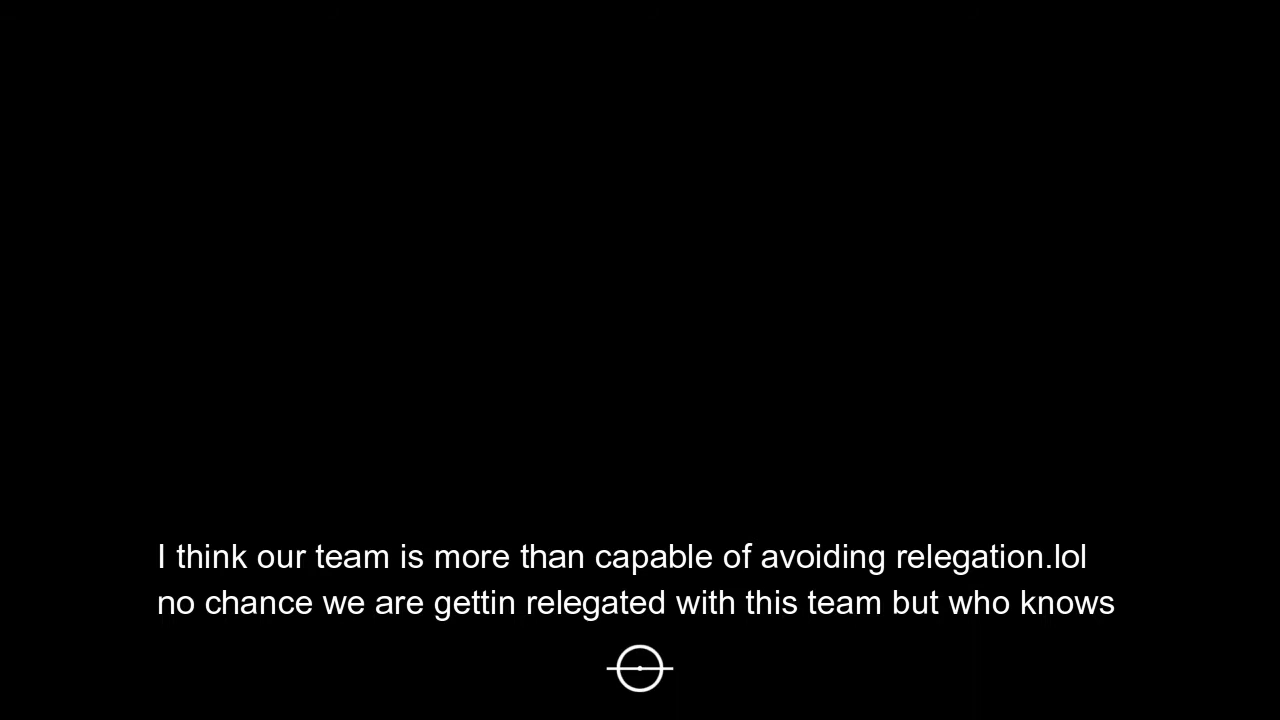 I think our team is more than capable of avoiding relegation.lol
no chance we are gettin relegated with this team but who knows